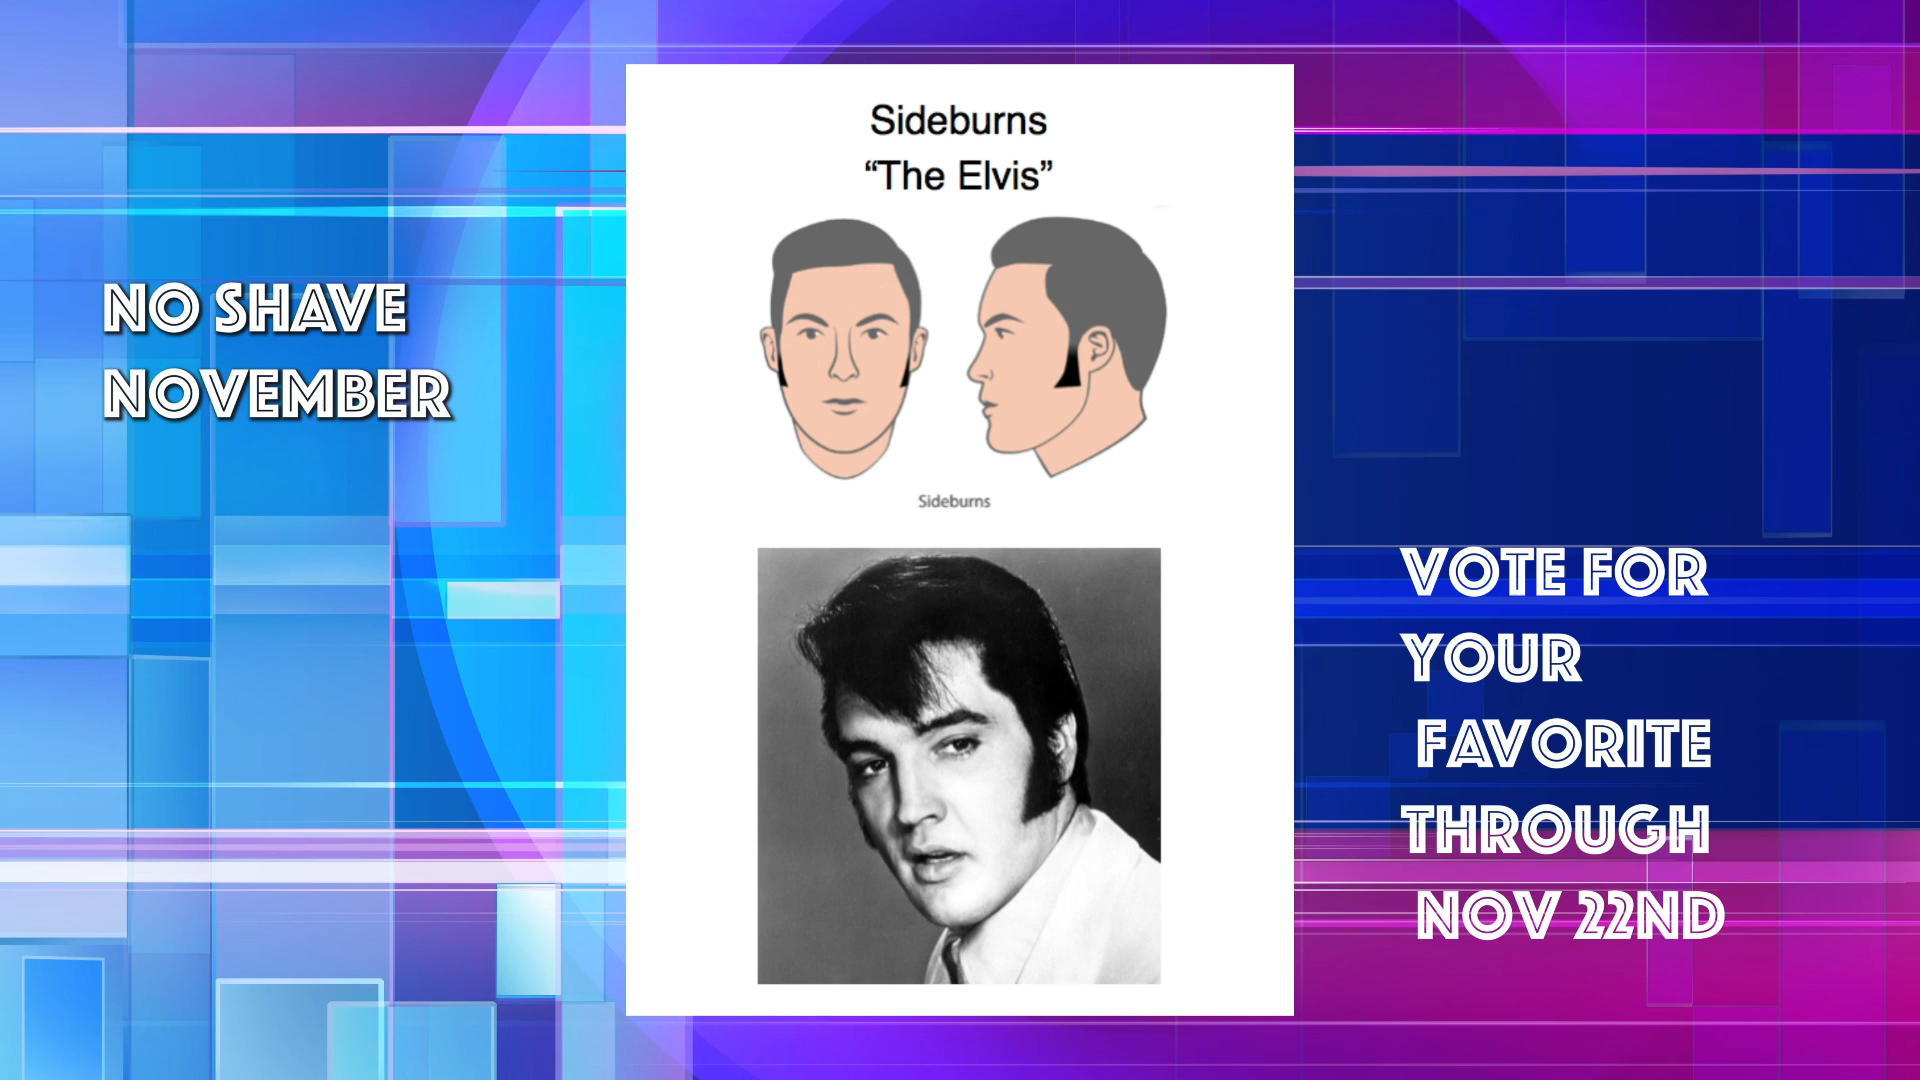 NO SHAVE
NOVEMBER
Sideburns
“The Elvis”
Sideburns
VOTE FOR
YOUR
FAVORITE
THROUGH
NOV 22ND